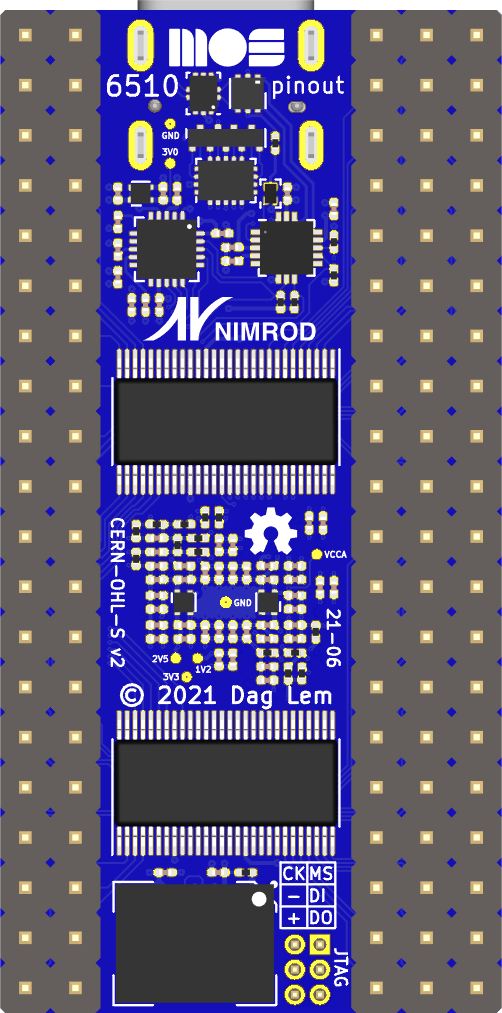 MOS
6510 pinout
GND
3V0
NIMROD
CERN-OHL-S v2
VCCA
GND
21-06
2V5
1V2
3V3
© 2021 Dag Lem
CK MS
- DI
+ DO
JTAG